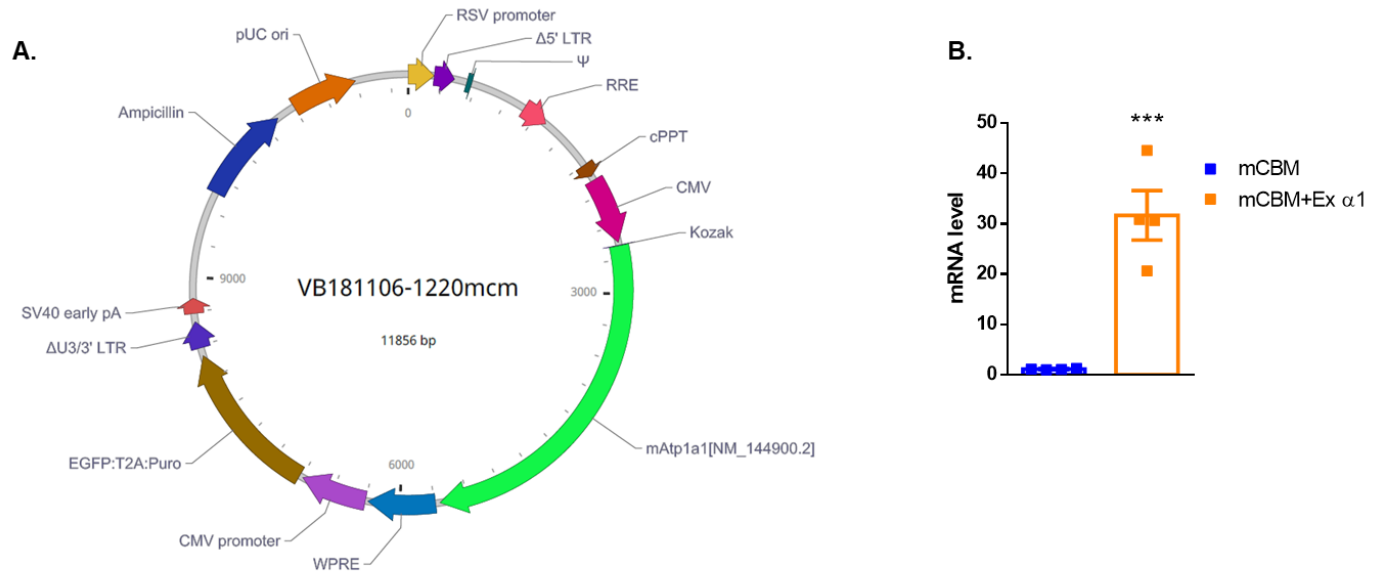 A.
RSV promoter
Δ5' LTR
Ψ
RRE
cPPT
CMV
Kozak
mAtp1a1[NM_144900.2]
WPRE
CMV promoter
EGFP:T2A:Puro
ΔU3/3' LTR
SV40 early pA
Ampicillin
pUC ori
0
3000
6000
9000
VB181106-1220mcm
11856 bp
B.
***
mRNA level
50
40
30
20
10
0
mCBM
mCBM+Ex α1